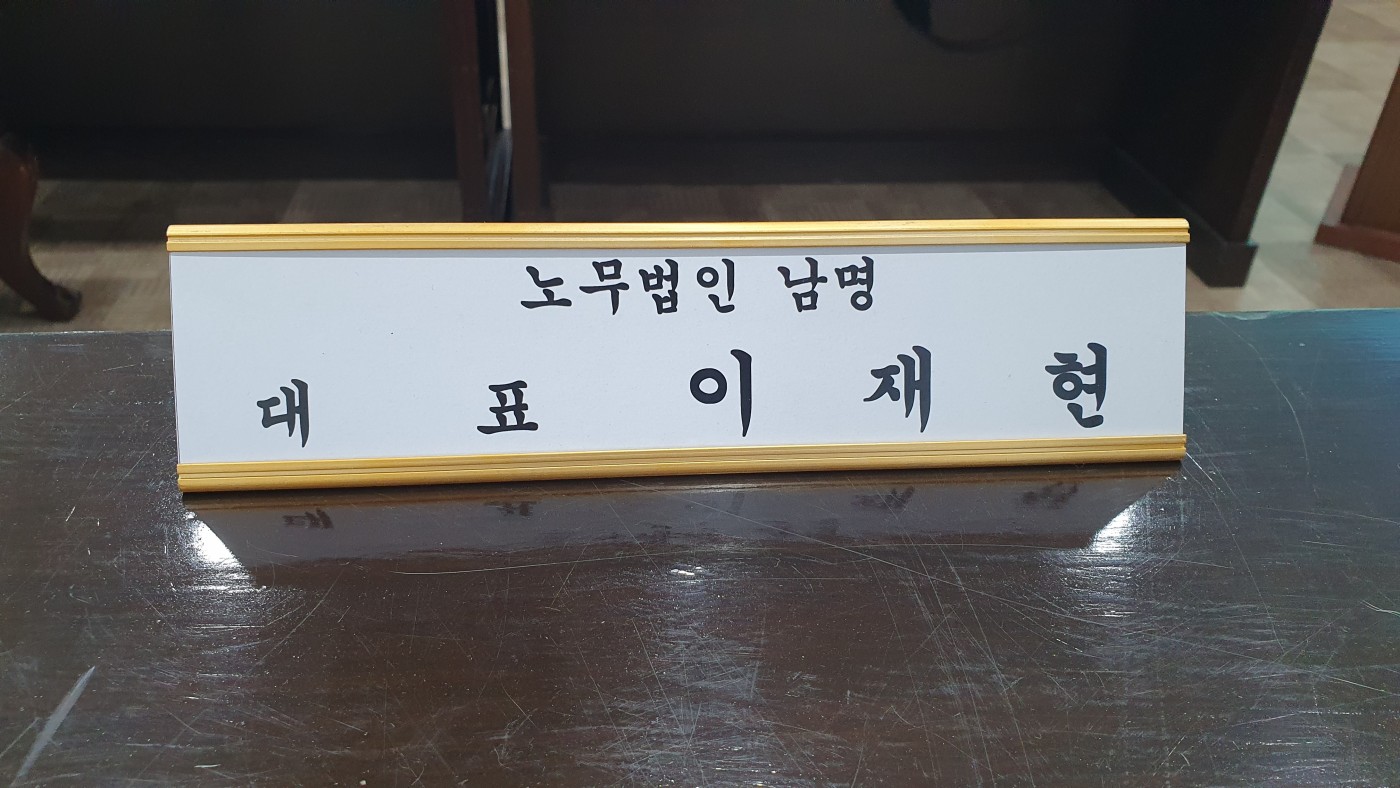 노무법인 남명
대 표 이 재 현